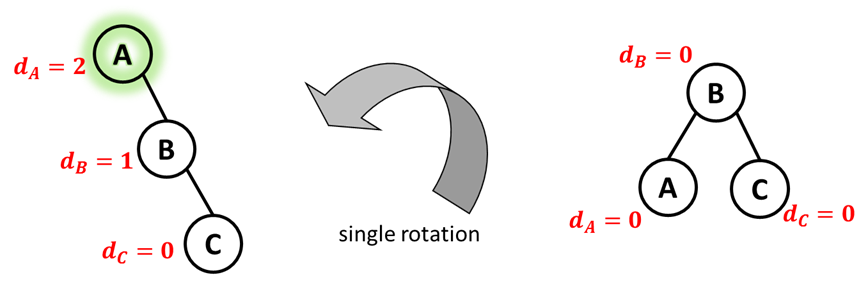 A
d_A = 2
B
d_B = 1
C
d_C = 0
single rotation
d_B = 0
B
A
C
d_A = 0
d_C = 0